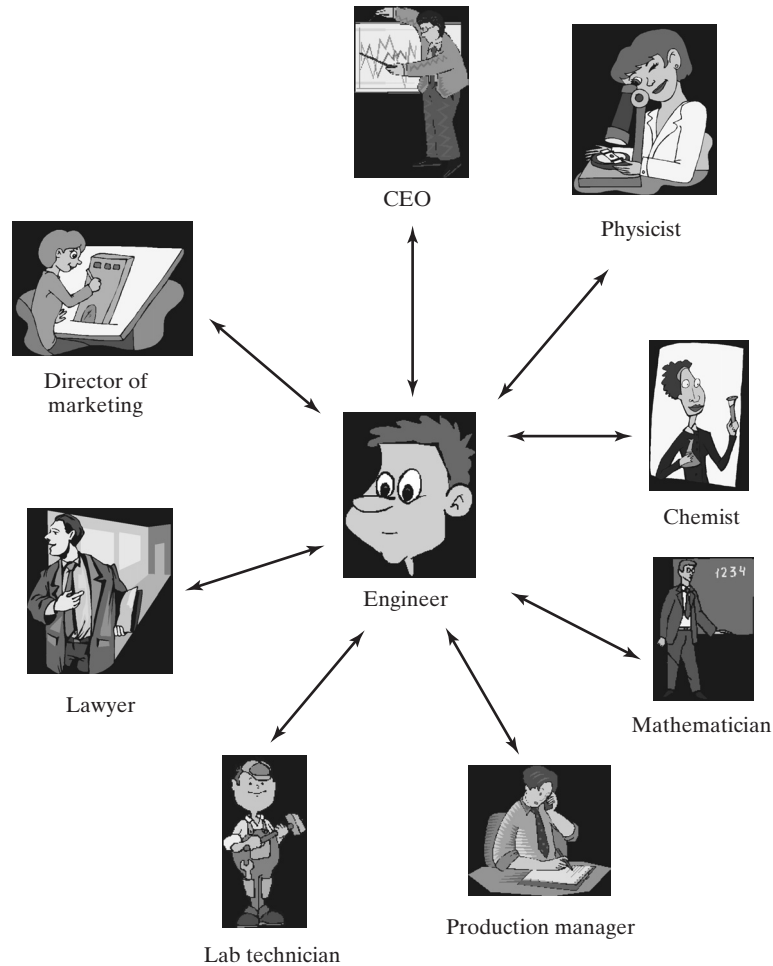 CEO
Physicist
Director of
marketing
Chemist
1234
Engineer
Lawyer
Mathematician
Production manager
Lab technician